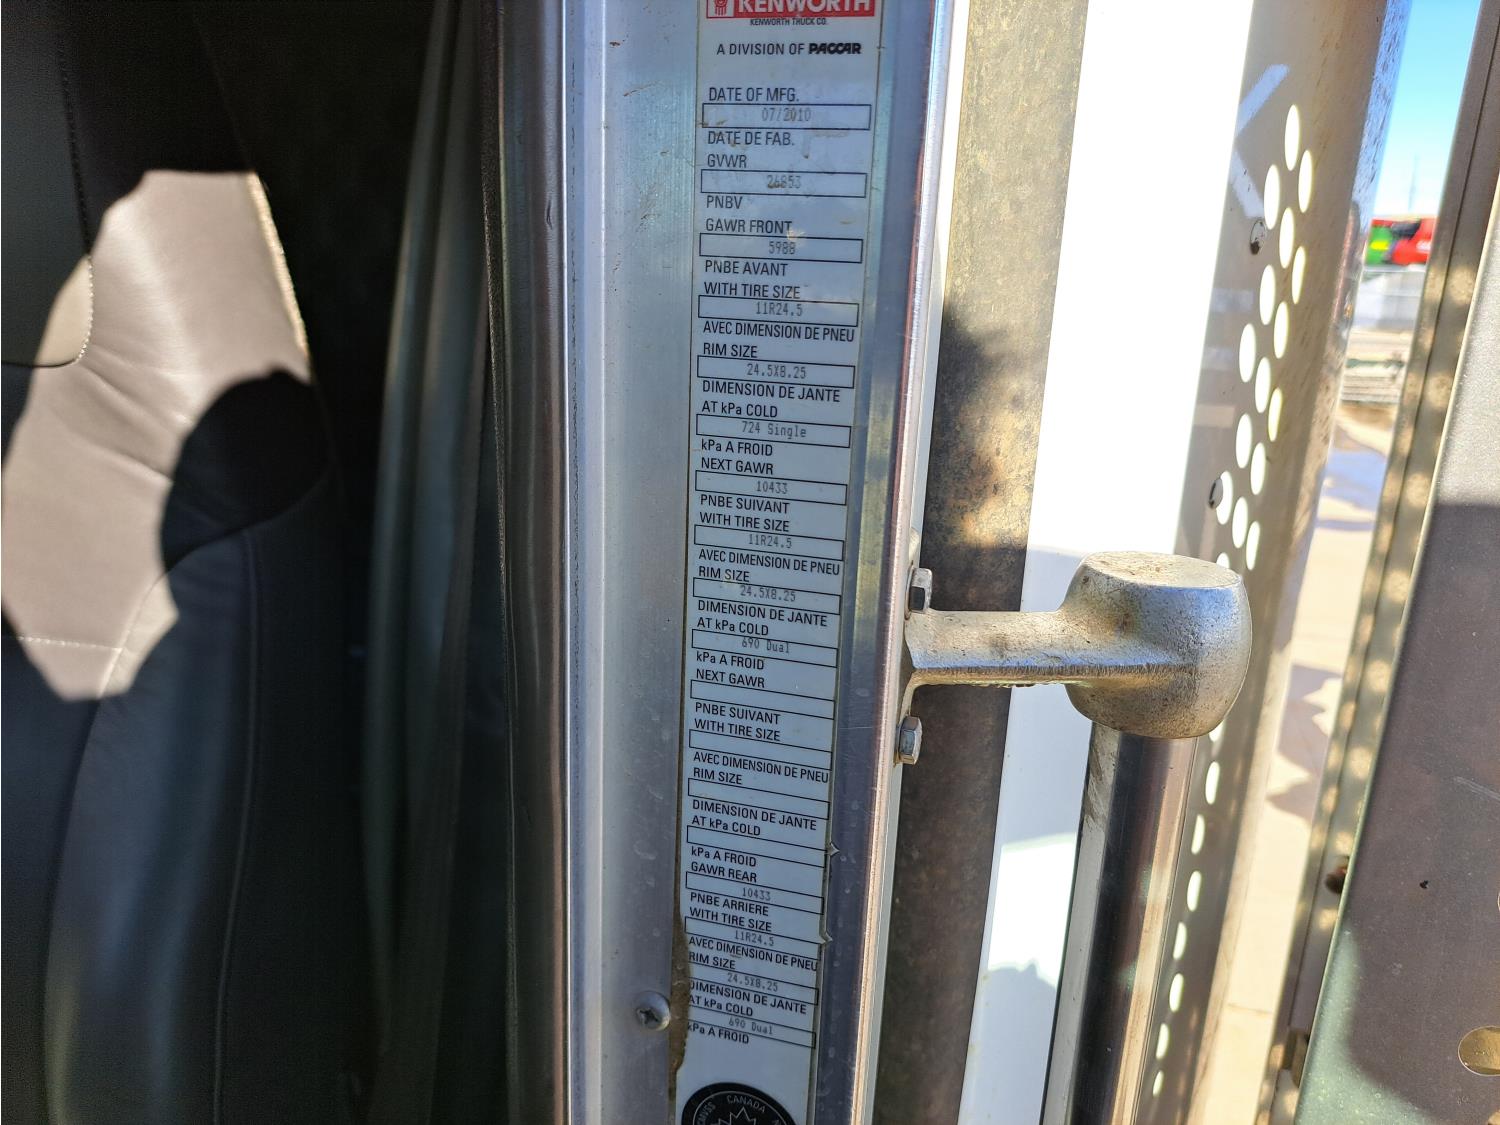 KENWORTH
KENWORTH TRUCK CO.
A DIVISION OF PACCAR
DATE OF MFG.
07/2010
DATE DE FAB.
GVWR
26853
PNBV
GAWR FRONT
5988
PNBE AVANT
WITH TIRE SIZE
11R24.5
AVEC DIMENSION DE PNEU
RIM SIZE
24.5X8.25
DIMENSION DE JANTE
AT kPa COLD
724 Single
kPa A FROID
NEXT GAWR
10433
PNBE SUIVANT
WITH TIRE SIZE
11R24.5
AVEC DIMENSION DE PNEU
RIM SIZE
24.5X8.25
DIMENSION DE JANTE
AT kPa COLD
690 Dual
kPa A FROID
NEXT GAWR
PNBE SUIVANT
WITH TIRE SIZE
AVEC DIMENSION DE PNEU
RIM SIZE
DIMENSION DE JANTE
AT kPa COLD
kPa A FROID
GAWR REAR
10433
PNBE ARRIERE
WITH TIRE SIZE
11R24.5
AVEC DIMENSION DE PNEU
RIM SIZE
24.5X8.25
DIMENSION DE JANTE
AT kPa COLD
690 Dual
kPa A FROID
CANADA